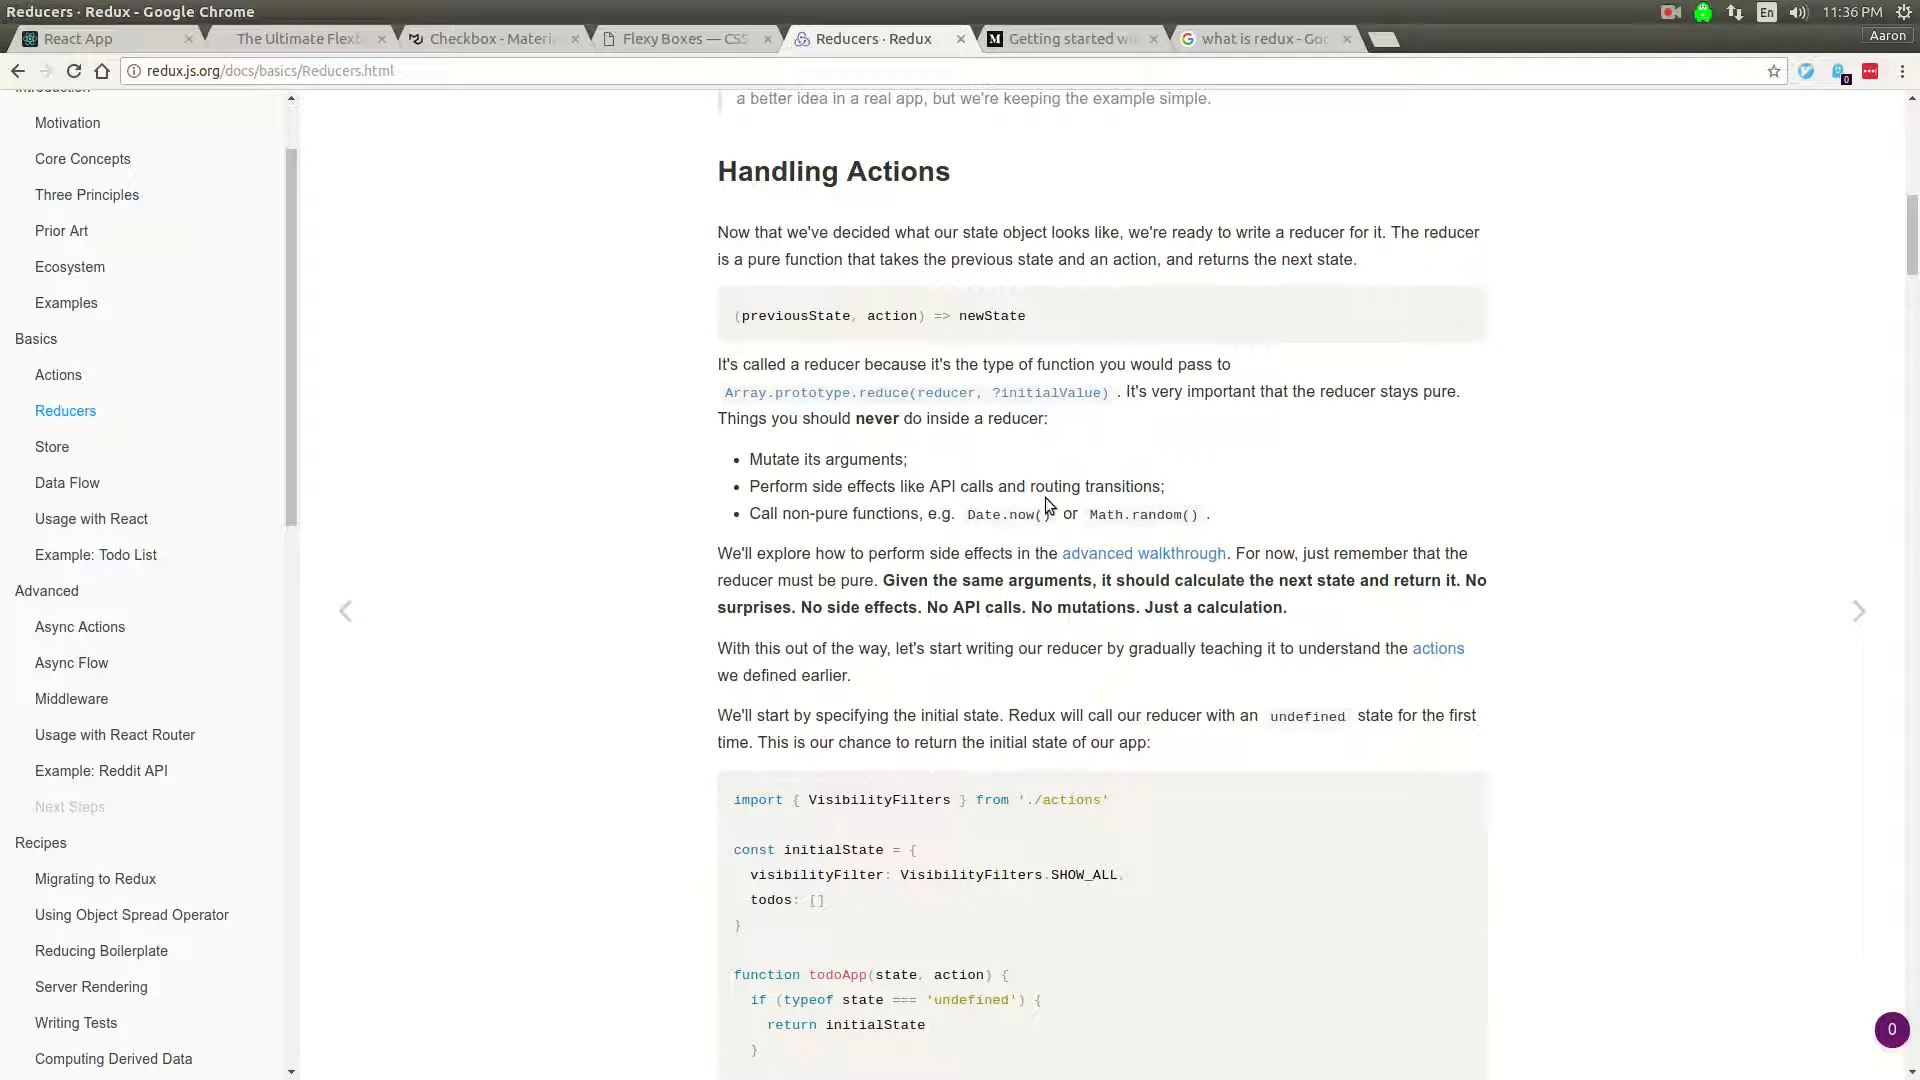 Reducers · Redux - Google Chrome
En
11:36 PM
React App
The Ultimate Flexb
Checkbox - Materi
Flexy Boxes — CSS
Reducers · Redux
Getting started wi
what is redux - Goo
Aaron
redux.js.org/docs/basics/Reducers.html
0
Motivation
Core Concepts
Three Principles
Prior Art
Ecosystem
Examples
Basics
Actions
Reducers
Store
Data Flow
Usage with React
Example: Todo List
Advanced
Async Actions
Async Flow
Middleware
Usage with React Router
Example: Reddit API
Next Steps
Recipes
Migrating to Redux
Using Object Spread Operator
Reducing Boilerplate
Server Rendering
Writing Tests
Computing Derived Data
a better idea in a real app, but we're keeping the example simple.
Handling Actions
Now that we've decided what our state object looks like, we're ready to write a reducer for it. The reducer
is a pure function that takes the previous state and an action, and returns the next state.
(previousState, action) => newState
It's called a reducer because it's the type of function you would pass to
Array.prototype.reduce(reducer, ?initialValue) . It's very important that the reducer stays pure.
Things you should never do inside a reducer:
• Mutate its arguments;
• Perform side effects like API calls and routing transitions;
• Call non-pure functions, e.g. Date.now() or Math.random() .
We'll explore how to perform side effects in the advanced walkthrough. For now, just remember that the
reducer must be pure. Given the same arguments, it should calculate the next state and return it. No
surprises. No side effects. No API calls. No mutations. Just a calculation.
With this out of the way, let's start writing our reducer by gradually teaching it to understand the actions
we defined earlier.
We'll start by specifying the initial state. Redux will call our reducer with an undefined state for the first
time. This is our chance to return the initial state of our app:
import { VisibilityFilters } from './actions'
const initialState = {
visibilityFilter: VisibilityFilters.SHOW_ALL,
todos: []
}
function todoApp(state, action) {
if (typeof state === 'undefined') {
return initialState
}
0